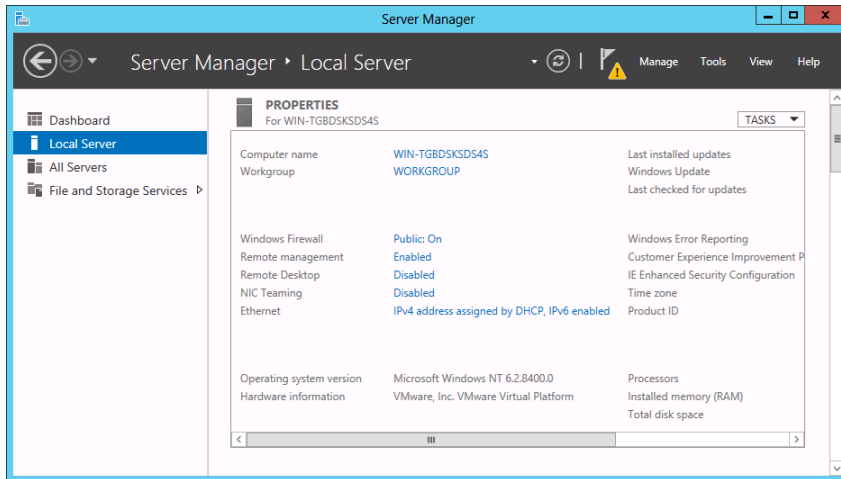 Server Manager
Server Manager ‣ Local Server
Manage Tools View Help
Dashboard
Local Server
All Servers
File and Storage Services
PROPERTIES
For WIN-TGBDSKSDS4S
TASKS
Computer name WIN-TGBDSKSDS4S Last installed updates
Workgroup WORKGROUP Windows Update
Last checked for updates
Windows Firewall Public: On Windows Error Reporting
Remote management Enabled Customer Experience Improvement P
Remote Desktop Disabled IE Enhanced Security Configuration
NIC Teaming Disabled Time zone
Ethernet IPv4 address assigned by DHCP, IPv6 enabled Product ID
Operating system version Microsoft Windows NT 6.2.8400.0 Processors
Hardware information VMware, Inc. VMware Virtual Platform Installed memory (RAM)
Total disk space